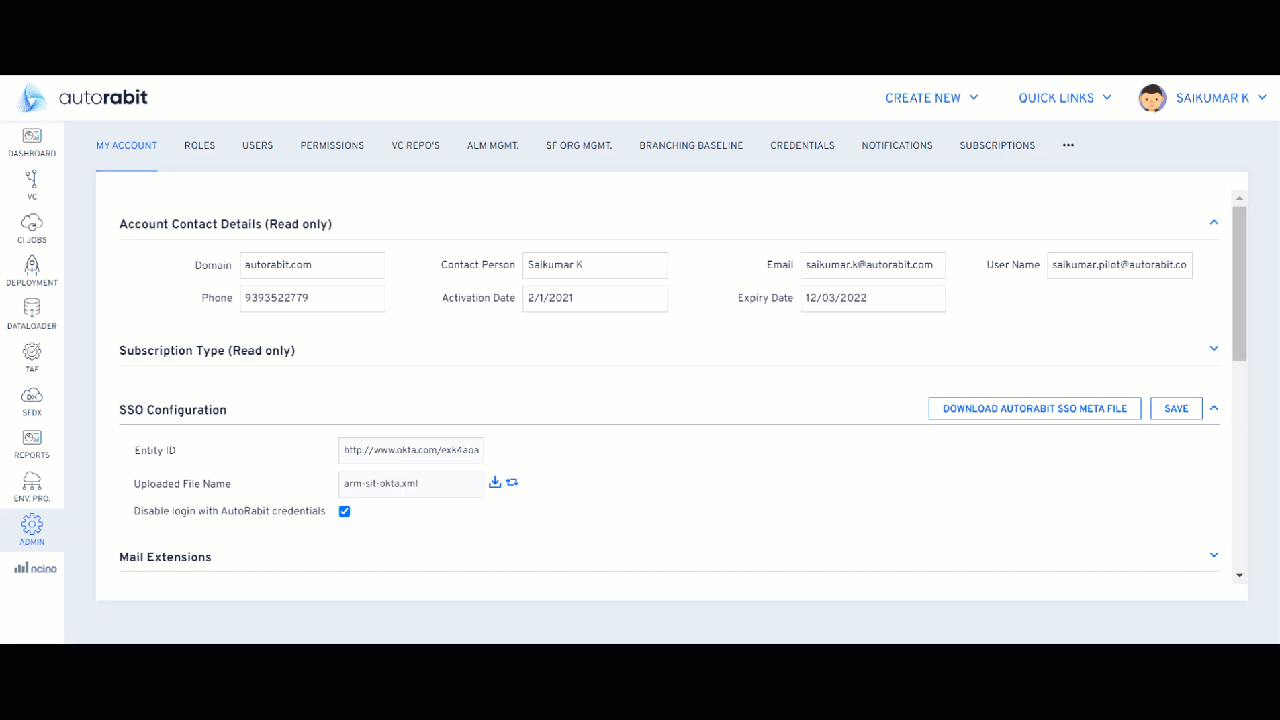 autorabit
CREATE NEW QUICK LINKS SAIKUMAR K
DASHBOARD
VC
CI JOBS
DEPLOYMENT
DATALOADER
TAF
SFDX
REPORTS
ENV. PRO.
ADMIN
ncino
MY ACCOUNT ROLES USERS PERMISSIONS VC REPO'S ALM MGMT. SF ORG MGMT. BRANCHING BASELINE CREDENTIALS NOTIFICATIONS SUBSCRIPTIONS •••
Account Contact Details (Read only)
Domain autorabit.com Contact Person Saikumar K Email saikumar.k@autorabit.com User Name saikumar.pilot@autorabit.co
Phone 9393522779 Activation Date 2/1/2021 Expiry Date 12/03/2022
Subscription Type (Read only)
SSO Configuration DOWNLOAD AUTORABIT SSO META FILE SAVE
Entity ID http://www.okta.com/exk4aoa
Uploaded File Name arm-sit-okta.xml
Disable login with AutoRabit credentials
Mail Extensions